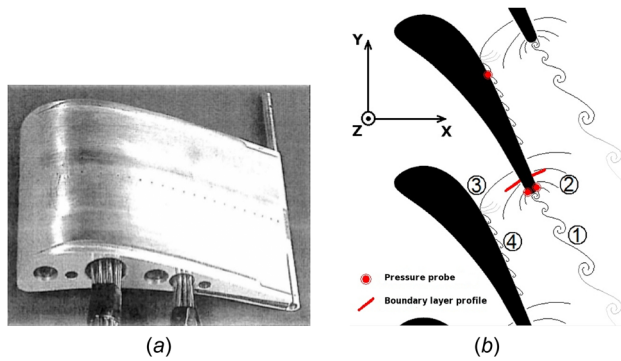 Y
Z
X
③
②
①
④
Pressure probe
Boundary layer profile
(a)
(b)